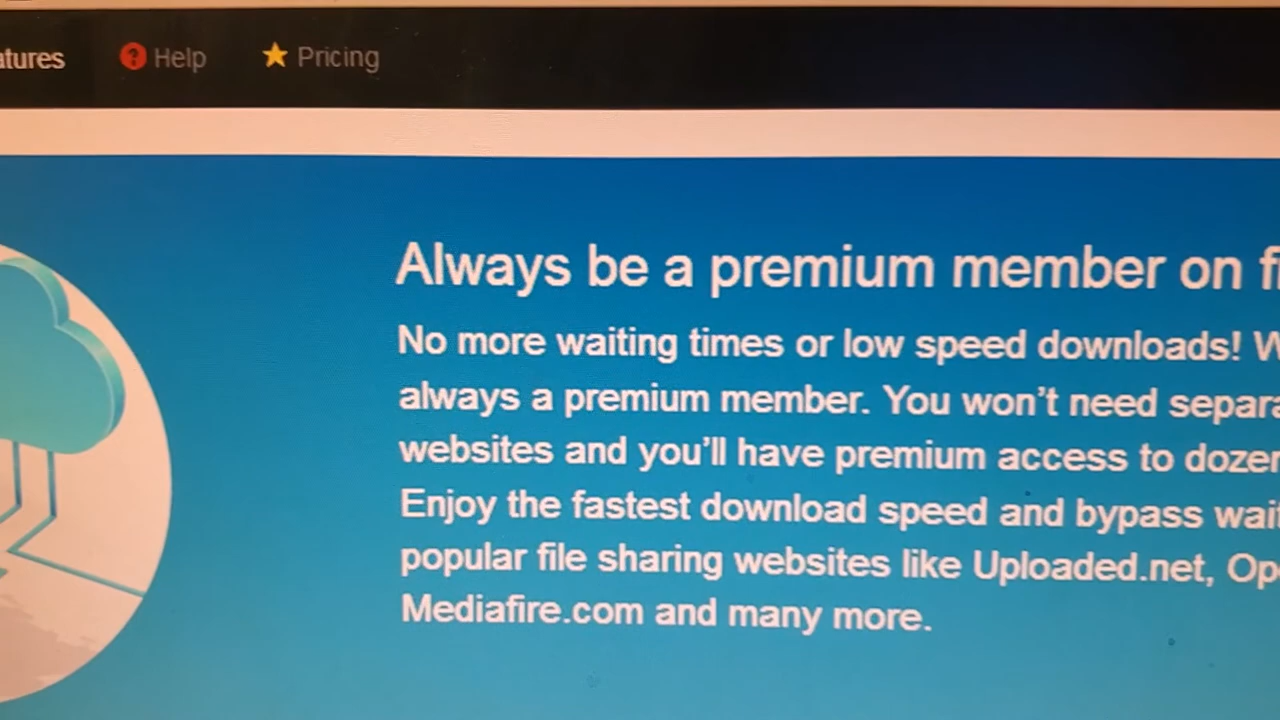 Help Pricing
Always be a premium member on
No more waiting times or low speed downloads!
always a premium member. You won’t need
websites and you’ll have premium access to
Enjoy the fastest download speed and bypass
popular file sharing websites like Uploaded.net,
Mediafire.com and many more.